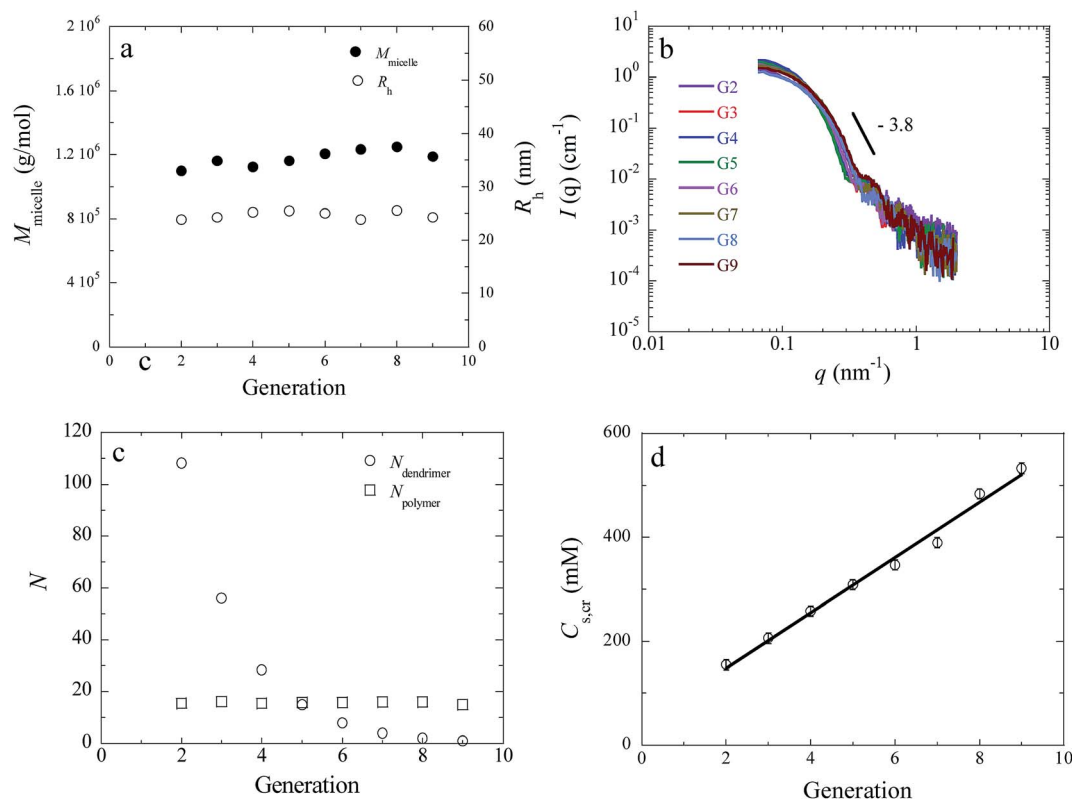 a
M_micelle
R_h
2 10^6
1.6 10^6
1.2 10^6
8 10^5
4 10^5
0
60
50
40
30
20
10
0
M_micelle (g/mol)
R_h (nm)
0 2 4 6 8 10
c
Generation
b
10^1
10^0
10^-1
10^-2
10^-3
10^-4
10^-5
I (q) (cm^-1)
G2
G3
G4
G5
G6
G7
G8
G9
- 3.8
0.01 0.1 1 10
q (nm^-1)
c
N_dendrimer
N_polymer
120
100
80
60
40
20
0
N
0 2 4 6 8 10
Generation
d
600
400
200
0
C_s,cr (mM)
0 2 4 6 8 10
Generation